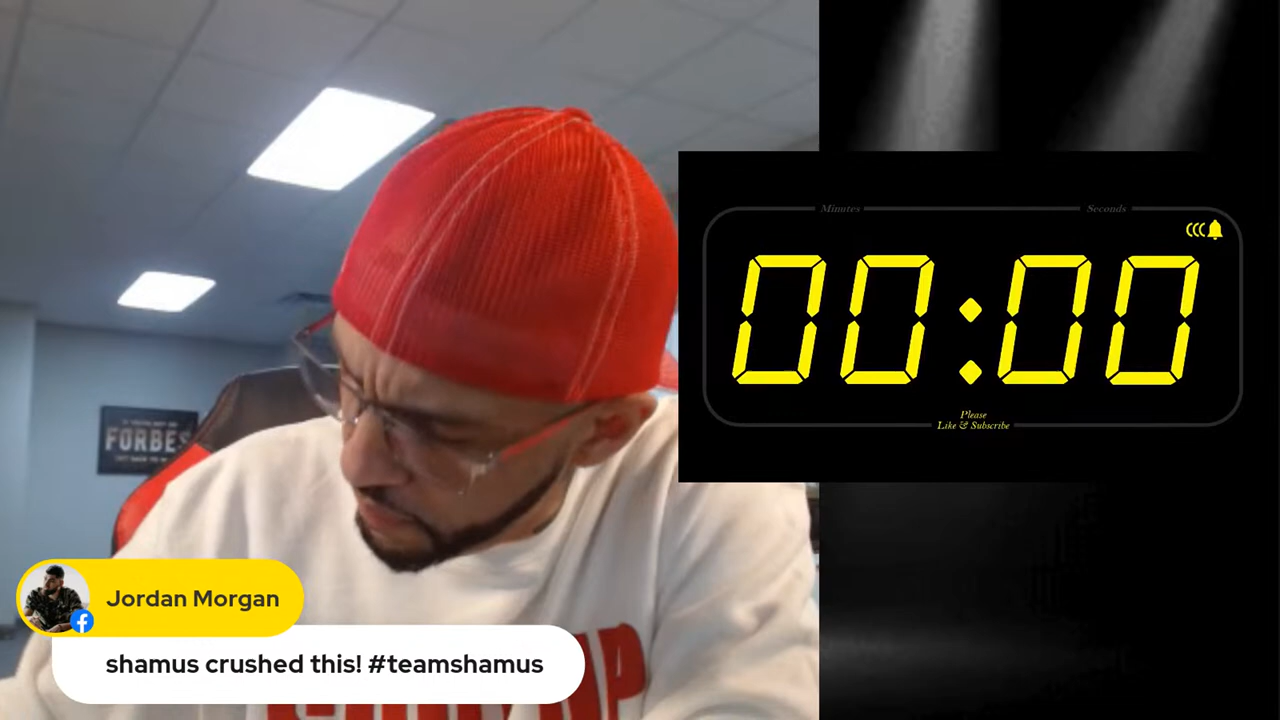 Minutes
Seconds
00:00
Please
Like & Subscribe
FORBES
Jordan Morgan
shamus crushed this! #teamshamus